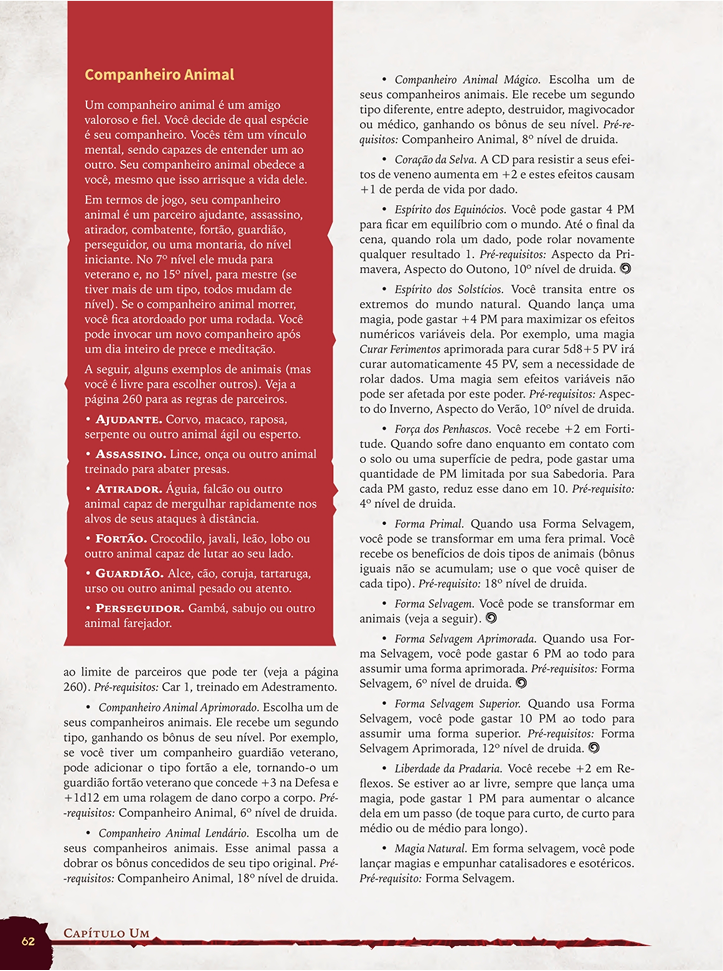 Companheiro Animal
Um companheiro animal é um amigo
valoroso e fiel. Você decide de qual espécie
é seu companheiro. Vocês têm um vínculo
mental, sendo capazes de entender um ao
outro. Seu companheiro animal obedece a
você, mesmo que isso arrisque a vida dele.
Em termos de jogo, seu companheiro
animal é um parceiro ajudante, assassino,
atirador, combatente, fortão, guardião,
perseguidor, ou uma montaria, do nível
iniciante. No 7º nível ele muda para
veterano e, no 15º nível, para mestre (se
tiver mais de um tipo, todos mudam de
nível). Se o companheiro animal morrer,
você fica atordoado por uma rodada. Você
pode invocar um novo companheiro após
um dia inteiro de prece e meditação.
A seguir, alguns exemplos de animais (mas
você é livre para escolher outros). Veja a
página 260 para as regras de parceiros.
• Ajudante. Corvo, macaco, raposa,
serpente ou outro animal ágil ou esperto.
• Assassino. Lince, onça ou outro animal
treinado para abater presas.
• Atirador. Águia, falcão ou outro
animal capaz de mergulhar rapidamente nos
alvos de seus ataques à distância.
• Fortão. Crocodilo, javali, leão, lobo ou
outro animal capaz de lutar ao seu lado.
• Guardião. Alce, cão, coruja, tartaruga,
urso ou outro animal pesado ou atento.
• Perseguidor. Gambá, sabujo ou outro
animal farejador.
ao limite de parceiros que pode ter (veja a página
260). Pré-requisitos: Car 1, treinado em Adestramento.
• Companheiro Animal Aprimorado. Escolha um de
seus companheiros animais. Ele recebe um segundo
tipo, ganhando os bônus de seu nível. Por exemplo,
se você tiver um companheiro guardião veterano,
pode adicionar o tipo fortão a ele, tornando-o um
guardião fortão veterano que concede +3 na Defesa e
+1d12 em uma rolagem de dano corpo a corpo. Pré-
-requisitos: Companheiro Animal, 6º nível de druida.
• Companheiro Animal Lendário. Escolha um de
seus companheiros animais. Esse animal passa a
dobrar os bônus concedidos de seu tipo original. Pré-
-requisitos: Companheiro Animal, 18º nível de druida.
• Companheiro Animal Mágico. Escolha um de
seus companheiros animais. Ele recebe um segundo
tipo diferente, entre adepto, destruidor, magivocador
ou médico, ganhando os bônus de seu nível. Pré-re-
quisitos: Companheiro Animal, 8º nível de druida.
• Coração da Selva. A CD para resistir a seus efei-
tos de veneno aumenta em +2 e estes efeitos causam
+1 de perda de vida por dado.
• Espírito dos Equinócios. Você pode gastar 4 PM
para ficar em equilíbrio com o mundo. Até o final da
cena, quando rola um dado, pode rolar novamente
qualquer resultado 1. Pré-requisitos: Aspecto da Pri-
mavera, Aspecto do Outono, 10º nível de druida.
• Espírito dos Solstícios. Você transita entre os
extremos do mundo natural. Quando lança uma
magia, pode gastar +4 PM para maximizar os efeitos
numéricos variáveis dela. Por exemplo, uma magia
Curar Ferimentos aprimorada para curar 5d8+5 PV irá
curar automaticamente 45 PV, sem a necessidade de
rolar dados. Uma magia sem efeitos variáveis não
pode ser afetada por este poder. Pré-requisitos: Aspec-
to do Inverno, Aspecto do Verão, 10º nível de druida.
• Força dos Penhascos. Você recebe +2 em Forti-
tude. Quando sofre dano enquanto em contato com
o solo ou uma superfície de pedra, pode gastar uma
quantidade de PM limitada por sua Sabedoria. Para
cada PM gasto, reduz esse dano em 10. Pré-requisito:
4º nível de druida.
• Forma Primal. Quando usa Forma Selvagem,
você pode se transformar em uma fera primal. Você
recebe os benefícios de dois tipos de animais (bônus
iguais não se acumulam; use o que você quiser de
cada tipo). Pré-requisito: 18º nível de druida.
• Forma Selvagem. Você pode se transformar em
animais (veja a seguir).
• Forma Selvagem Aprimorada. Quando usa For-
ma Selvagem, você pode gastar 6 PM ao todo para
assumir uma forma aprimorada. Pré-requisitos: Forma
Selvagem, 6º nível de druida.
• Forma Selvagem Superior. Quando usa Forma
Selvagem, você pode gastar 10 PM ao todo para
assumir uma forma superior. Pré-requisitos: Forma
Selvagem Aprimorada, 12º nível de druida.
• Liberdade da Pradaria. Você recebe +2 em Re-
flexos. Se estiver ao ar livre, sempre que lança uma
magia, pode gastar 1 PM para aumentar o alcance
dela em um passo (de toque para curto, de curto para
médio ou de médio para longo).
• Magia Natural. Em forma selvagem, você pode
lançar magias e empunhar catalisadores e esotéricos.
Pré-requisito: Forma Selvagem.
62
Capítulo Um